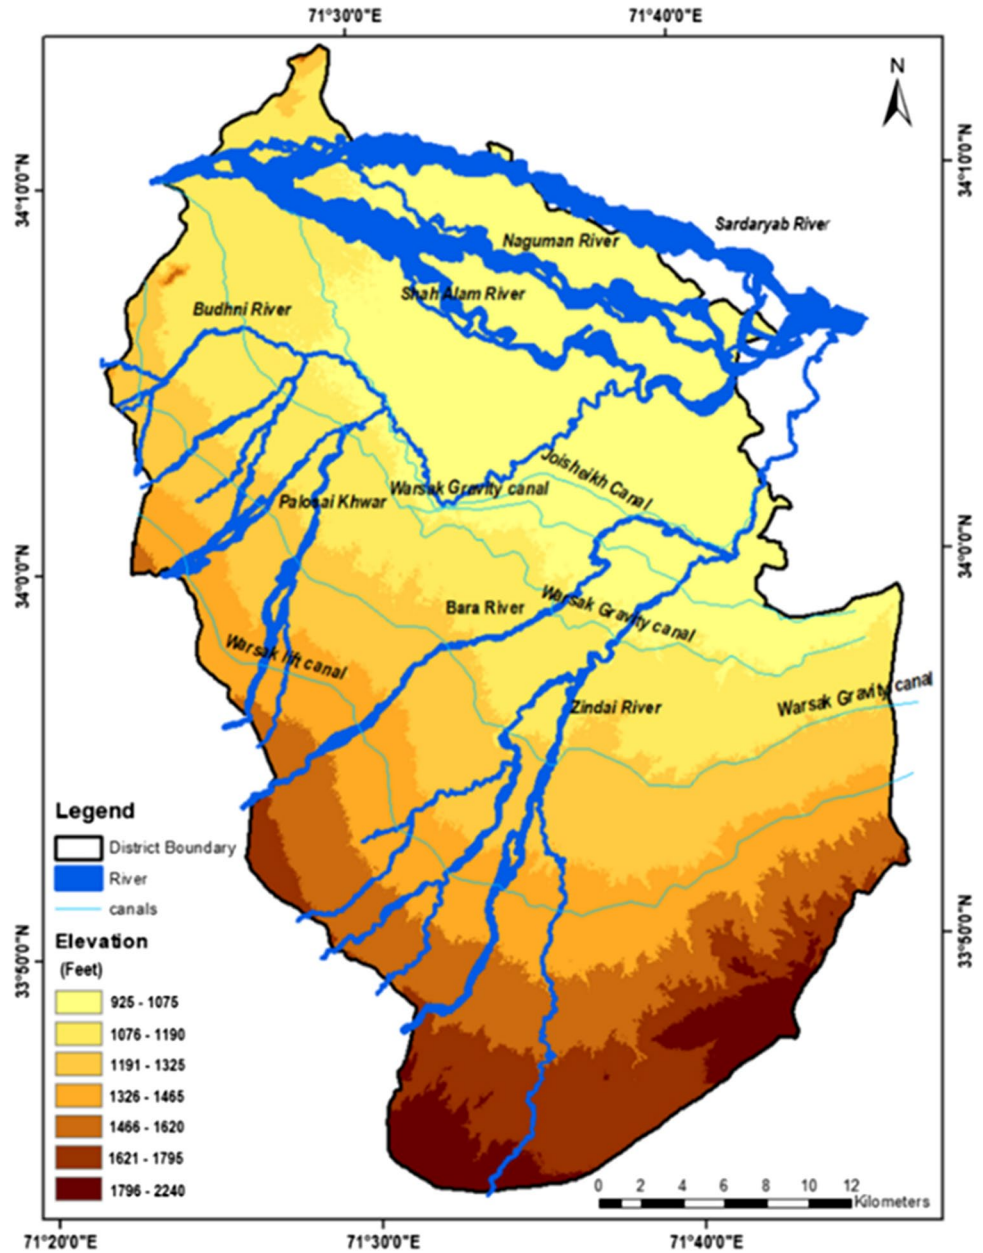 71°30'0"E
71°40'0"E
N
34°10'0"N
34°10'0"N
Sardaryab River
Naguman River
Shah Alam River
Budhni River
Joisheikh Canal
Warsak Gravity canal
Palosai Khwar
34°0'0"N
34°0'0"N
Bara River
Warsak Gravity canal
Warsak lift canal
Warsak Gravity canal
Zindai River
Legend
District Boundary
River
canals
Elevation
(Feet)
925 - 1075
1076 - 1190
1191 - 1325
1326 - 1465
1466 - 1620
1621 - 1795
1796 - 2240
33°50'0"N
33°50'0"N
0 2 4 6 8 10 12
Kilometers
71°20'0"E
71°30'0"E
71°40'0"E